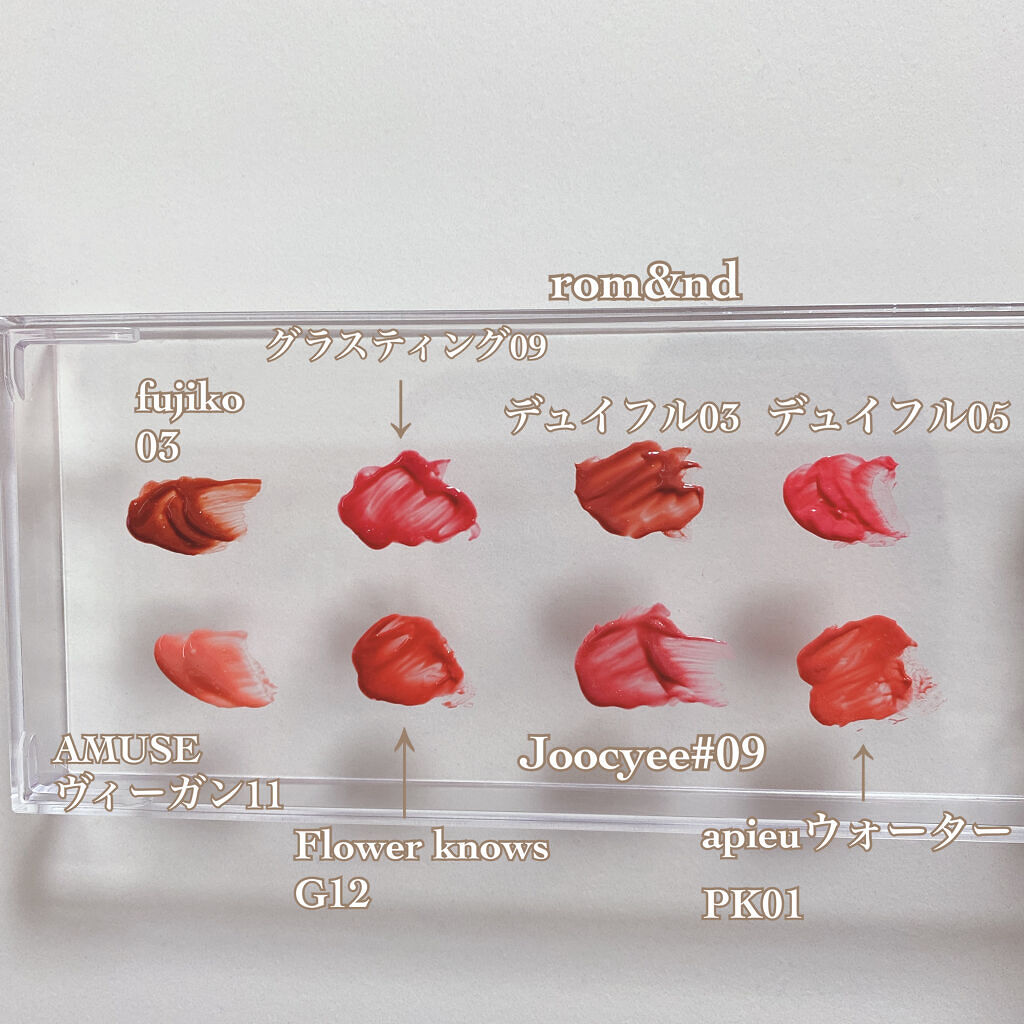 rom&nd
グラスティング09
fujiko
03
デュイフル03
デュイフル05
AMUSE
ヴィーガン11
Joocyee#09
Flower knows
G12
apieuウォーター
PK01